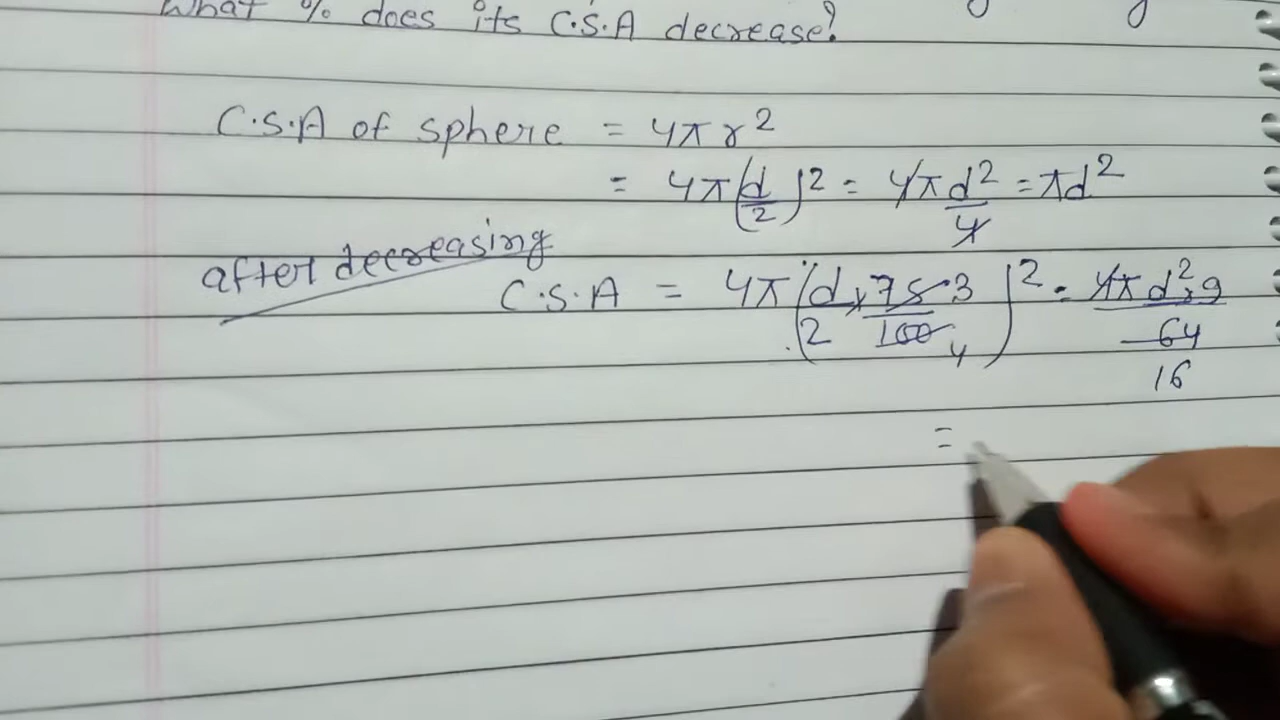 What % does its C.S.A decrease?
C.S.A of sphere = 4πr²
= 4π(d/2)² = 4πd²/4 = πd²
after decreasing
C.S.A = 4π(d/2 × 75 3/100 4)² = 4πd²×9/64
16
=